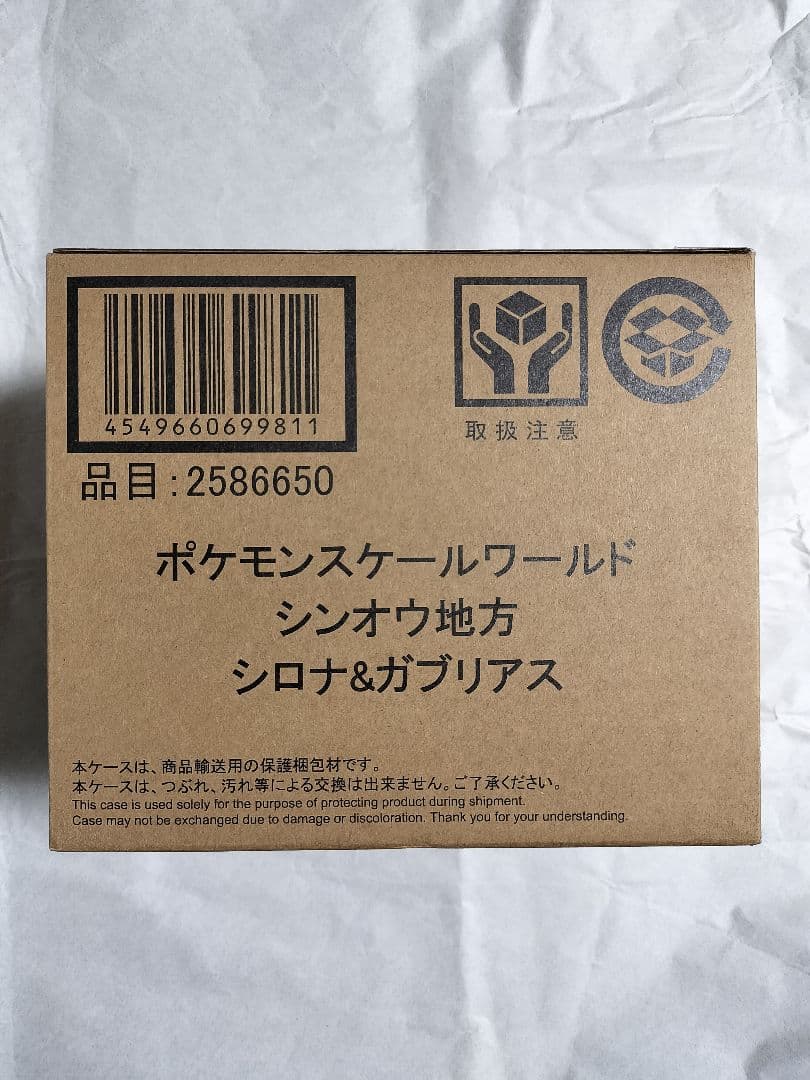 4549660699811
取扱注意
品目:2586650
ポケモンスケールワールド
シンオウ地方
シロナ&ガブリアス
本ケースは、商品輸送用の保護梱包材です。
本ケースは、つぶれ、汚れ等による交換は出来ません。ご了承ください。
This case is used solely for the purpose of protecting product during shipment.
Case may not be exchanged due to damage or discoloration. Thank you for your understanding.